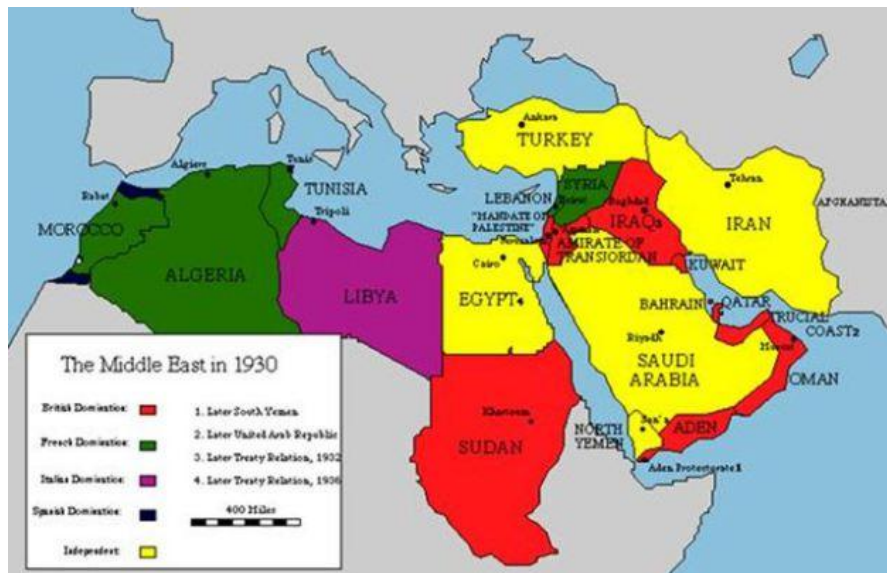 Ankara
TURKEY
Algiers
Tunis
TUNISIA
Rabat
MOROCCO
Tripoli
LEBANON
SYRIA
Beirut
Baghdad
Tehran
AFGHANISTAN
"MANDATE OF
PALESTINE"
Jerusalem
Amman
IRAQ3
IRAN
AMIRATE OF
TRANSJORDAN
Cairo
KUWAIT
ALGERIA
LIBYA
EGYPT
BAHRAIN
QATAR
TRUCIAL
COAST2
Riyadh
SAUDI
ARABIA
OMAN
SUDAN
Khartoum
NORTH
YEMEN
San'a
ADEN
Aden Protectorate1
The Middle East in 1930
British Domination:
1. Later South Yemen
French Domination:
2. Later United Arab Republic
3. Later Treaty Relation, 1932
Italian Domination:
4. Later Treaty Relation, 1936
Spanish Domination:
400 Miles
Independent: